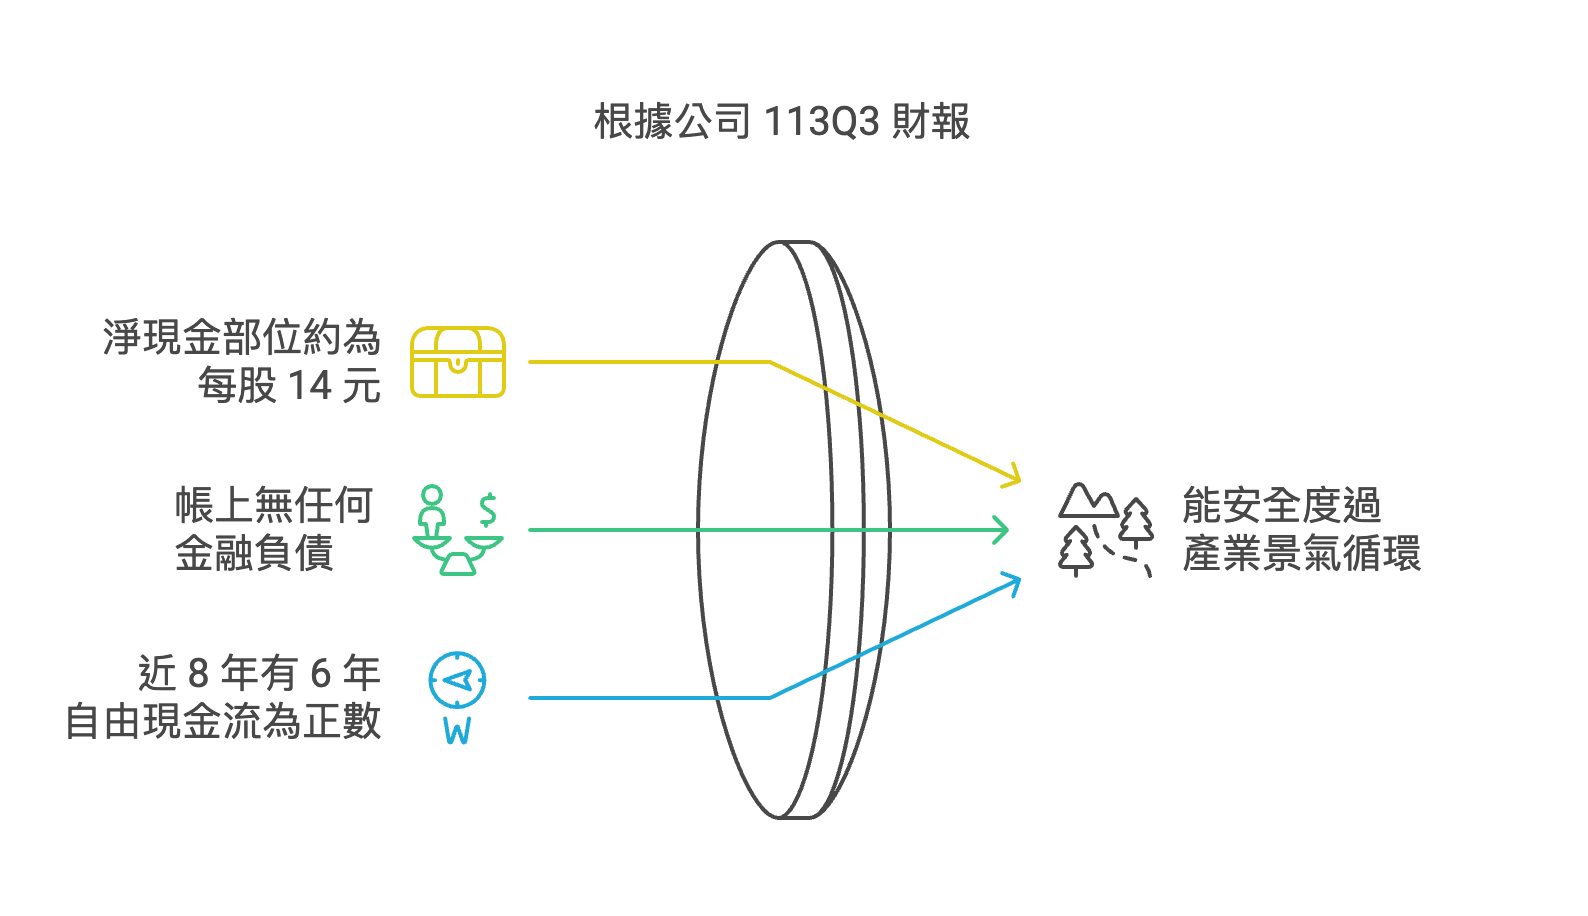 根據公司 113Q3 財報
淨現金部位約為
每股 14 元
帳上無任何
金融負債
$
近 8 年有 6 年
自由現金流為正數
W
能安全度過
產業景氣循環